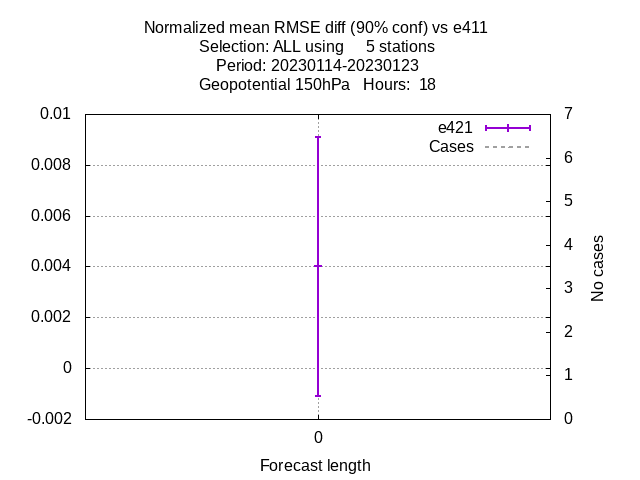 Normalized mean RMSE diff (90% conf) vs e411
Selection: ALL using     5 stations
Period: 20230114-20230123
Geopotential 150hPa   Hours:  18
0.01
0.008
0.006
0.004
0.002
0
-0.002
e421
Cases
7
6
5
4
3
2
1
0
No cases
0
Forecast length